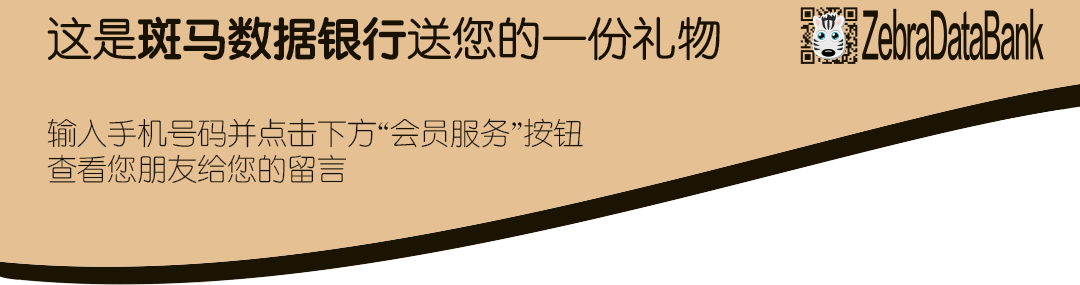 这是斑马数据银行送您的一份礼物
ZebraDataBank
输入手机号码并点击下方“会员服务”按钮
查看您朋友给您的留言